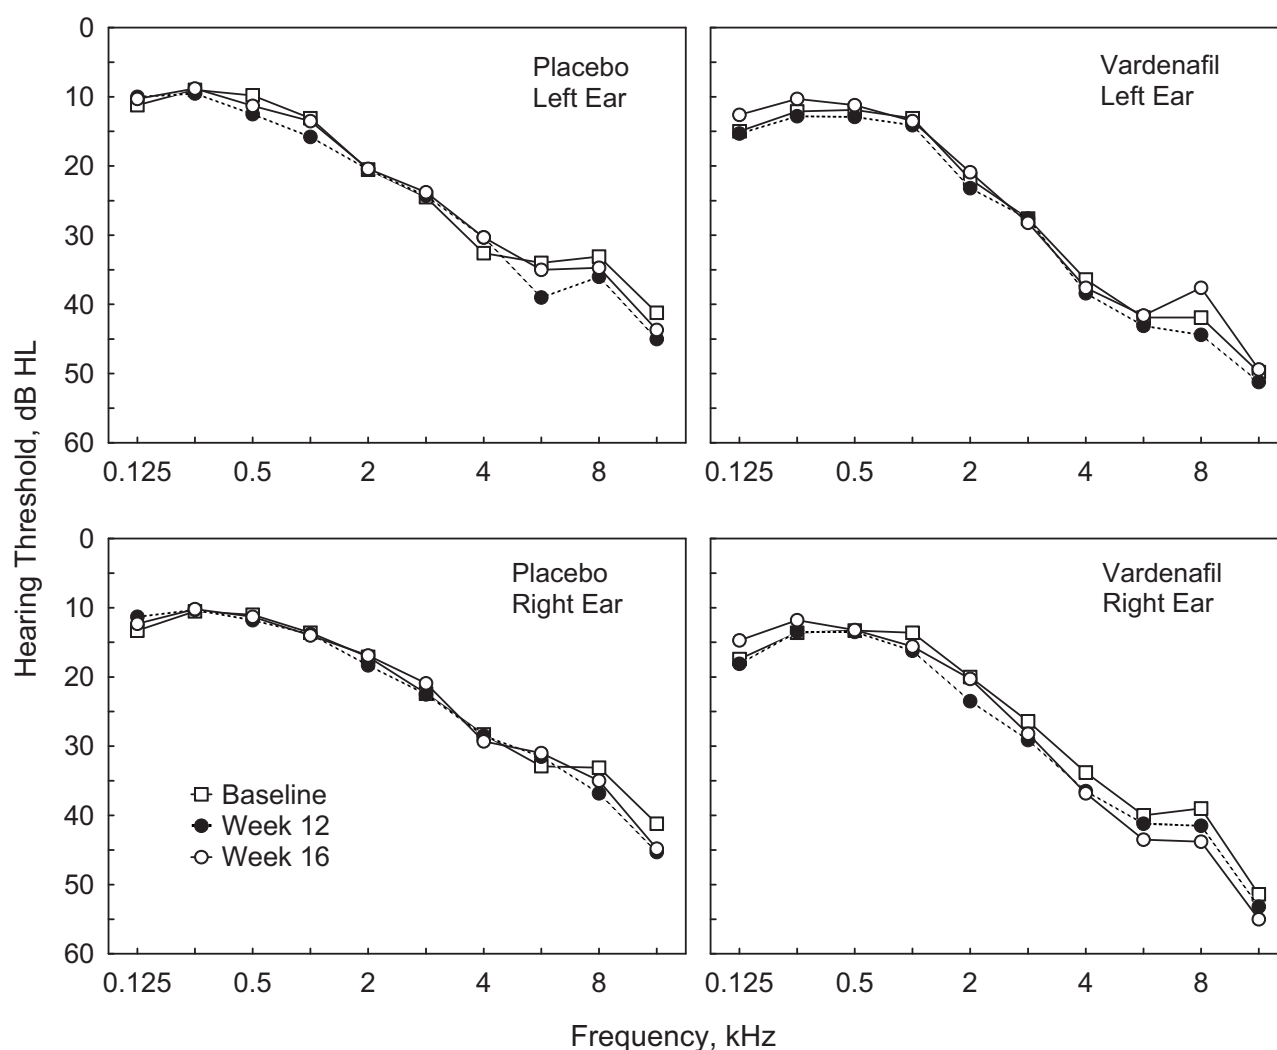 Hearing Threshold, dB HL
0
10
20
30
40
50
60
Placebo
Left Ear
0.125 0.5 2 4 8
Vardenafil
Left Ear
0.125 0.5 2 4 8
0
10
20
30
40
50
60
Placebo
Right Ear
Baseline
Week 12
Week 16
0.125 0.5 2 4 8
Vardenafil
Right Ear
0.125 0.5 2 4 8
Frequency, kHz